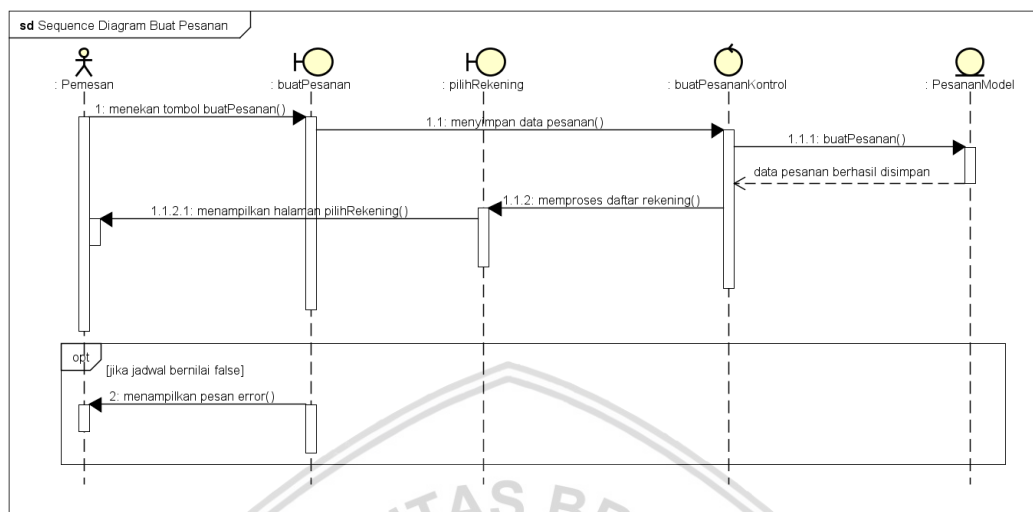 sd Sequence Diagram Buat Pesanan
: Pemesan
: buatPesanan
: pilihRekening
: buatPesananKontrol
: PesananModel
1: menekan tombol buatPesanan()
1.1: menyimpan data pesanan()
1.1.1: buatPesanan()
data pesanan berhasil disimpan
1.1.2: memproses daftar rekening()
1.1.2.1: menampilkan halaman pilihRekening()
opt
[jika jadwal bernilai false]
2: menampilkan pesan error()
ITAS BR